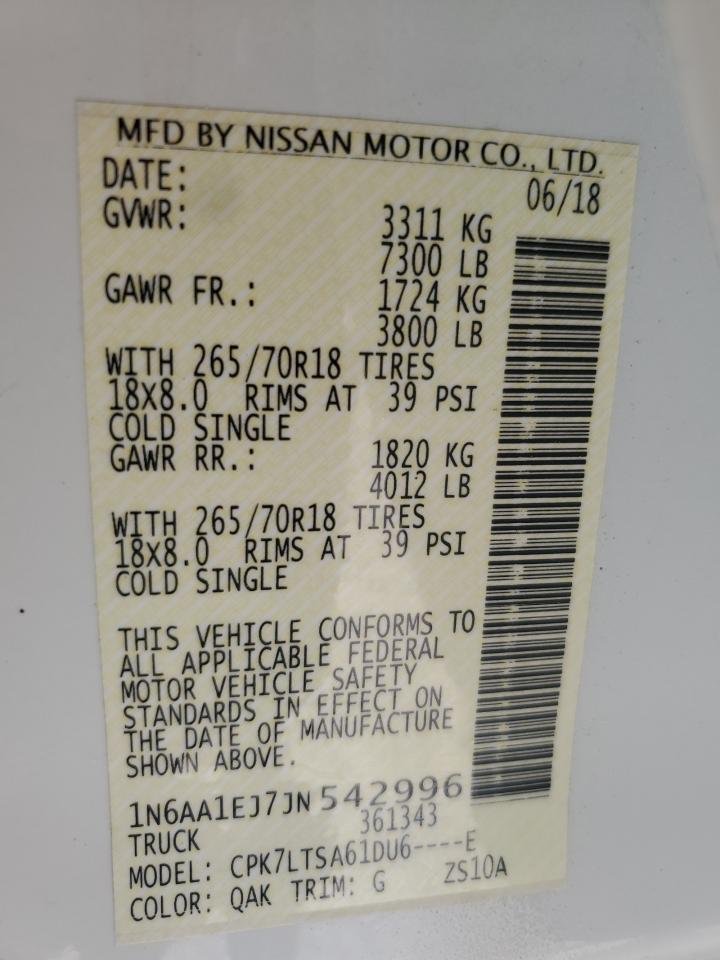 MFD BY NISSAN MOTOR CO., LTD.
DATE: 06/18
GVWR: 3311 KG
7300 LB
GAWR FR.: 1724 KG
3800 LB
WITH 265/70R18 TIRES
18X8.0 RIMS AT 39 PSI
COLD SINGLE
GAWR RR.: 1820 KG
4012 LB
WITH 265/70R18 TIRES
18X8.0 RIMS AT 39 PSI
COLD SINGLE
THIS VEHICLE CONFORMS TO
ALL APPLICABLE FEDERAL
MOTOR VEHICLE SAFETY
STANDARDS IN EFFECT ON
THE DATE OF MANUFACTURE
SHOWN ABOVE.
1N6AA1EJ7JN542996
TRUCK 361343
MODEL: CPK7LTSA61DU6----E
COLOR: QAK TRIM: G ZS10A